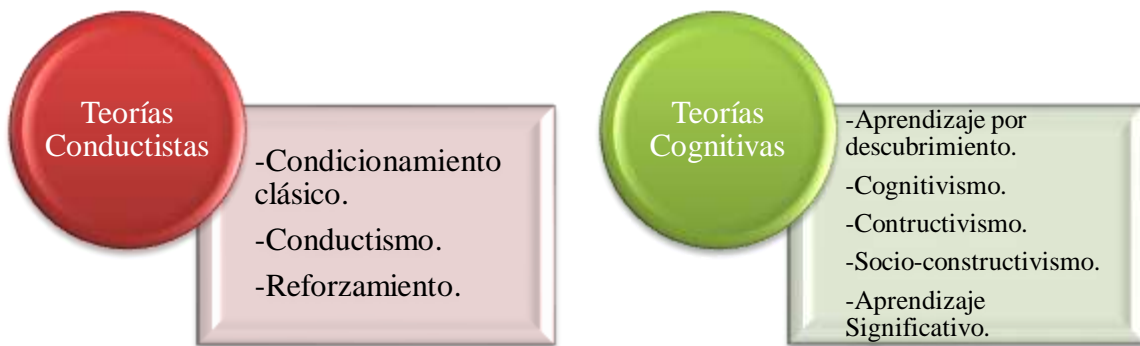 Teorías
Conductistas
-Condicionamiento
clásico.
-Conductismo.
-Reforzamiento.
Teorías
Cognitivas
-Aprendizaje por
descubrimiento.
-Cognitivismo.
-Contructivismo.
-Socio-constructivismo.
-Aprendizaje
Significativo.